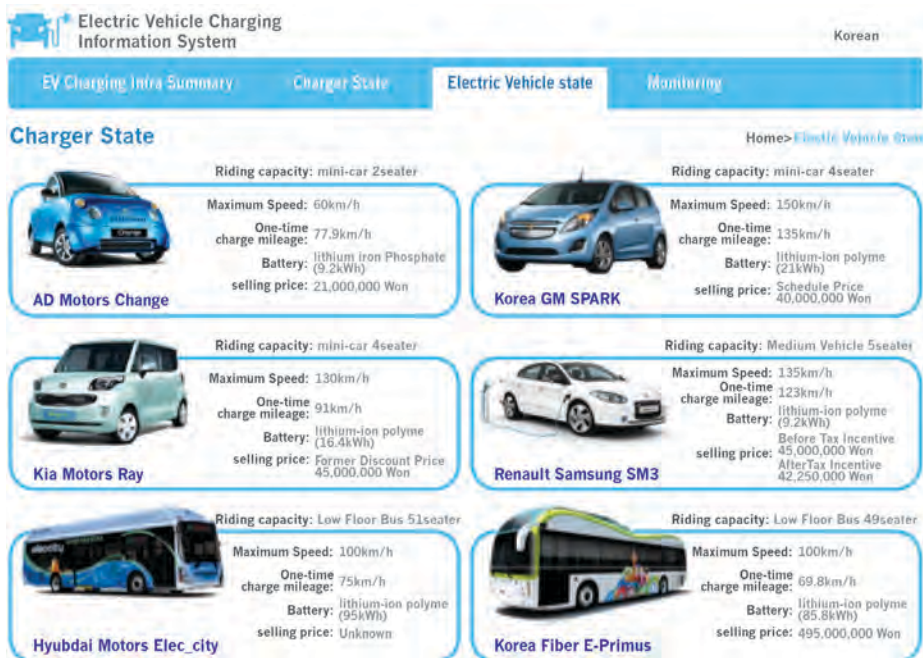 Electric Vehicle Charging
Information System
Korean
EV Charging Infra Summary
Charger State
Electric Vehicle state
Monitoring
Charger State
Home>
Riding capacity: mini-car 2seater
Maximum Speed: 60km/h
One-time
charge mileage: 77.9km/h
Battery: lithium iron Phosphate
(9.2kWh)
selling price: 21,000,000 Won
AD Motors Change
Riding capacity: mini-car 4seater
Maximum Speed: 150km/h
One-time
charge mileage: 135km/h
Battery: lithium-ion polyme
(21kWh)
selling price: Schedule Price
40,000,000 Won
Korea GM SPARK
Riding capacity: mini-car 4seater
Maximum Speed: 130km/h
One-time
charge mileage: 91km/h
Battery: lithium-ion polyme
(16.4kWh)
selling price: Former Discount Price
45,000,000 Won
Kia Motors Ray
Riding capacity: Medium Vehicle 5seater
Maximum Speed: 135km/h
One-time
charge mileage: 123km/h
Battery: lithium-ion polyme
(9.2kWh)
selling price: Before Tax Incentive
45,000,000 Won
AfterTax Incentive
42,250,000 Won
Renault Samsung SM3
Riding capacity: Low Floor Bus 51seater
Maximum Speed: 100km/h
One-time
charge mileage: 75km/h
Battery: lithium-ion polyme
(95kWh)
selling price: Unknown
Hyubdai Motors Elec_city
Riding capacity: Low Floor Bus 49seater
Maximum Speed: 100km/h
One-time
charge mileage: 69.8km/h
Battery: lithium-ion polyme
(85.8kWh)
selling price: 495,000,000 Won
Korea Fiber E-Primus